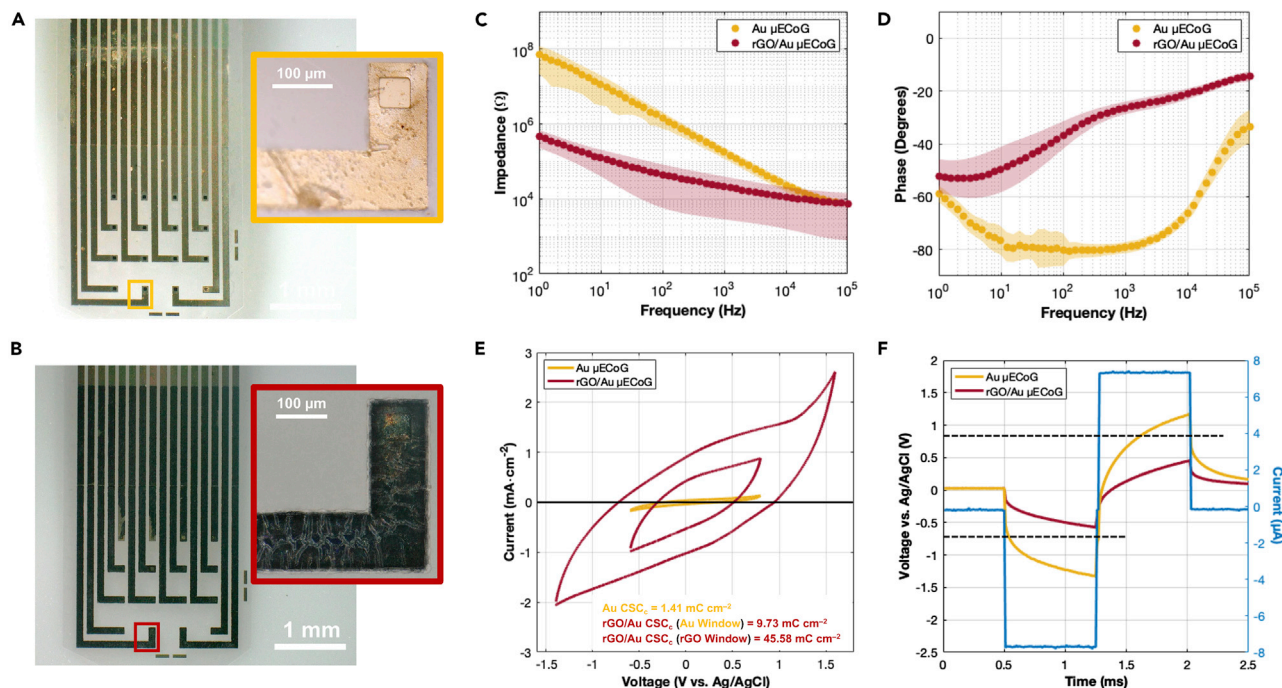 A
100 µm
1 mm
B
100 µm
1 mm
C
Au µECoG
rGO/Au µECoG
Impedance (Ω)
10⁸
10⁶
10⁴
10²
10⁰ 10¹ 10² 10³ 10⁴ 10⁵
Frequency (Hz)
D
Au µECoG
rGO/Au µECoG
Phase (Degrees)
0
-20
-40
-60
-80
10⁰ 10¹ 10² 10³ 10⁴ 10⁵
Frequency (Hz)
E
Au µECoG
rGO/Au µECoG
Current (mA·cm⁻²)
3
2
1
0
-1
-2
-3
Au CSC꜀ = 1.41 mC cm⁻²
rGO/Au CSC꜀ (Au Window) = 9.73 mC cm⁻²
rGO/Au CSC꜀ (rGO Window) = 45.58 mC cm⁻²
-1.5 -1 -0.5 0 0.5 1 1.5
Voltage (V vs. Ag/AgCl)
F
Au µECoG
rGO/Au µECoG
Voltage vs. Ag/AgCl (V)
2
1.5
1
0.5
0
-0.5
-1
-1.5
-2
-2.5
8
6
4
2
0
-2
-4
-6
-8
Current (µA)
0 0.5 1 1.5 2 2.5
Time (ms)